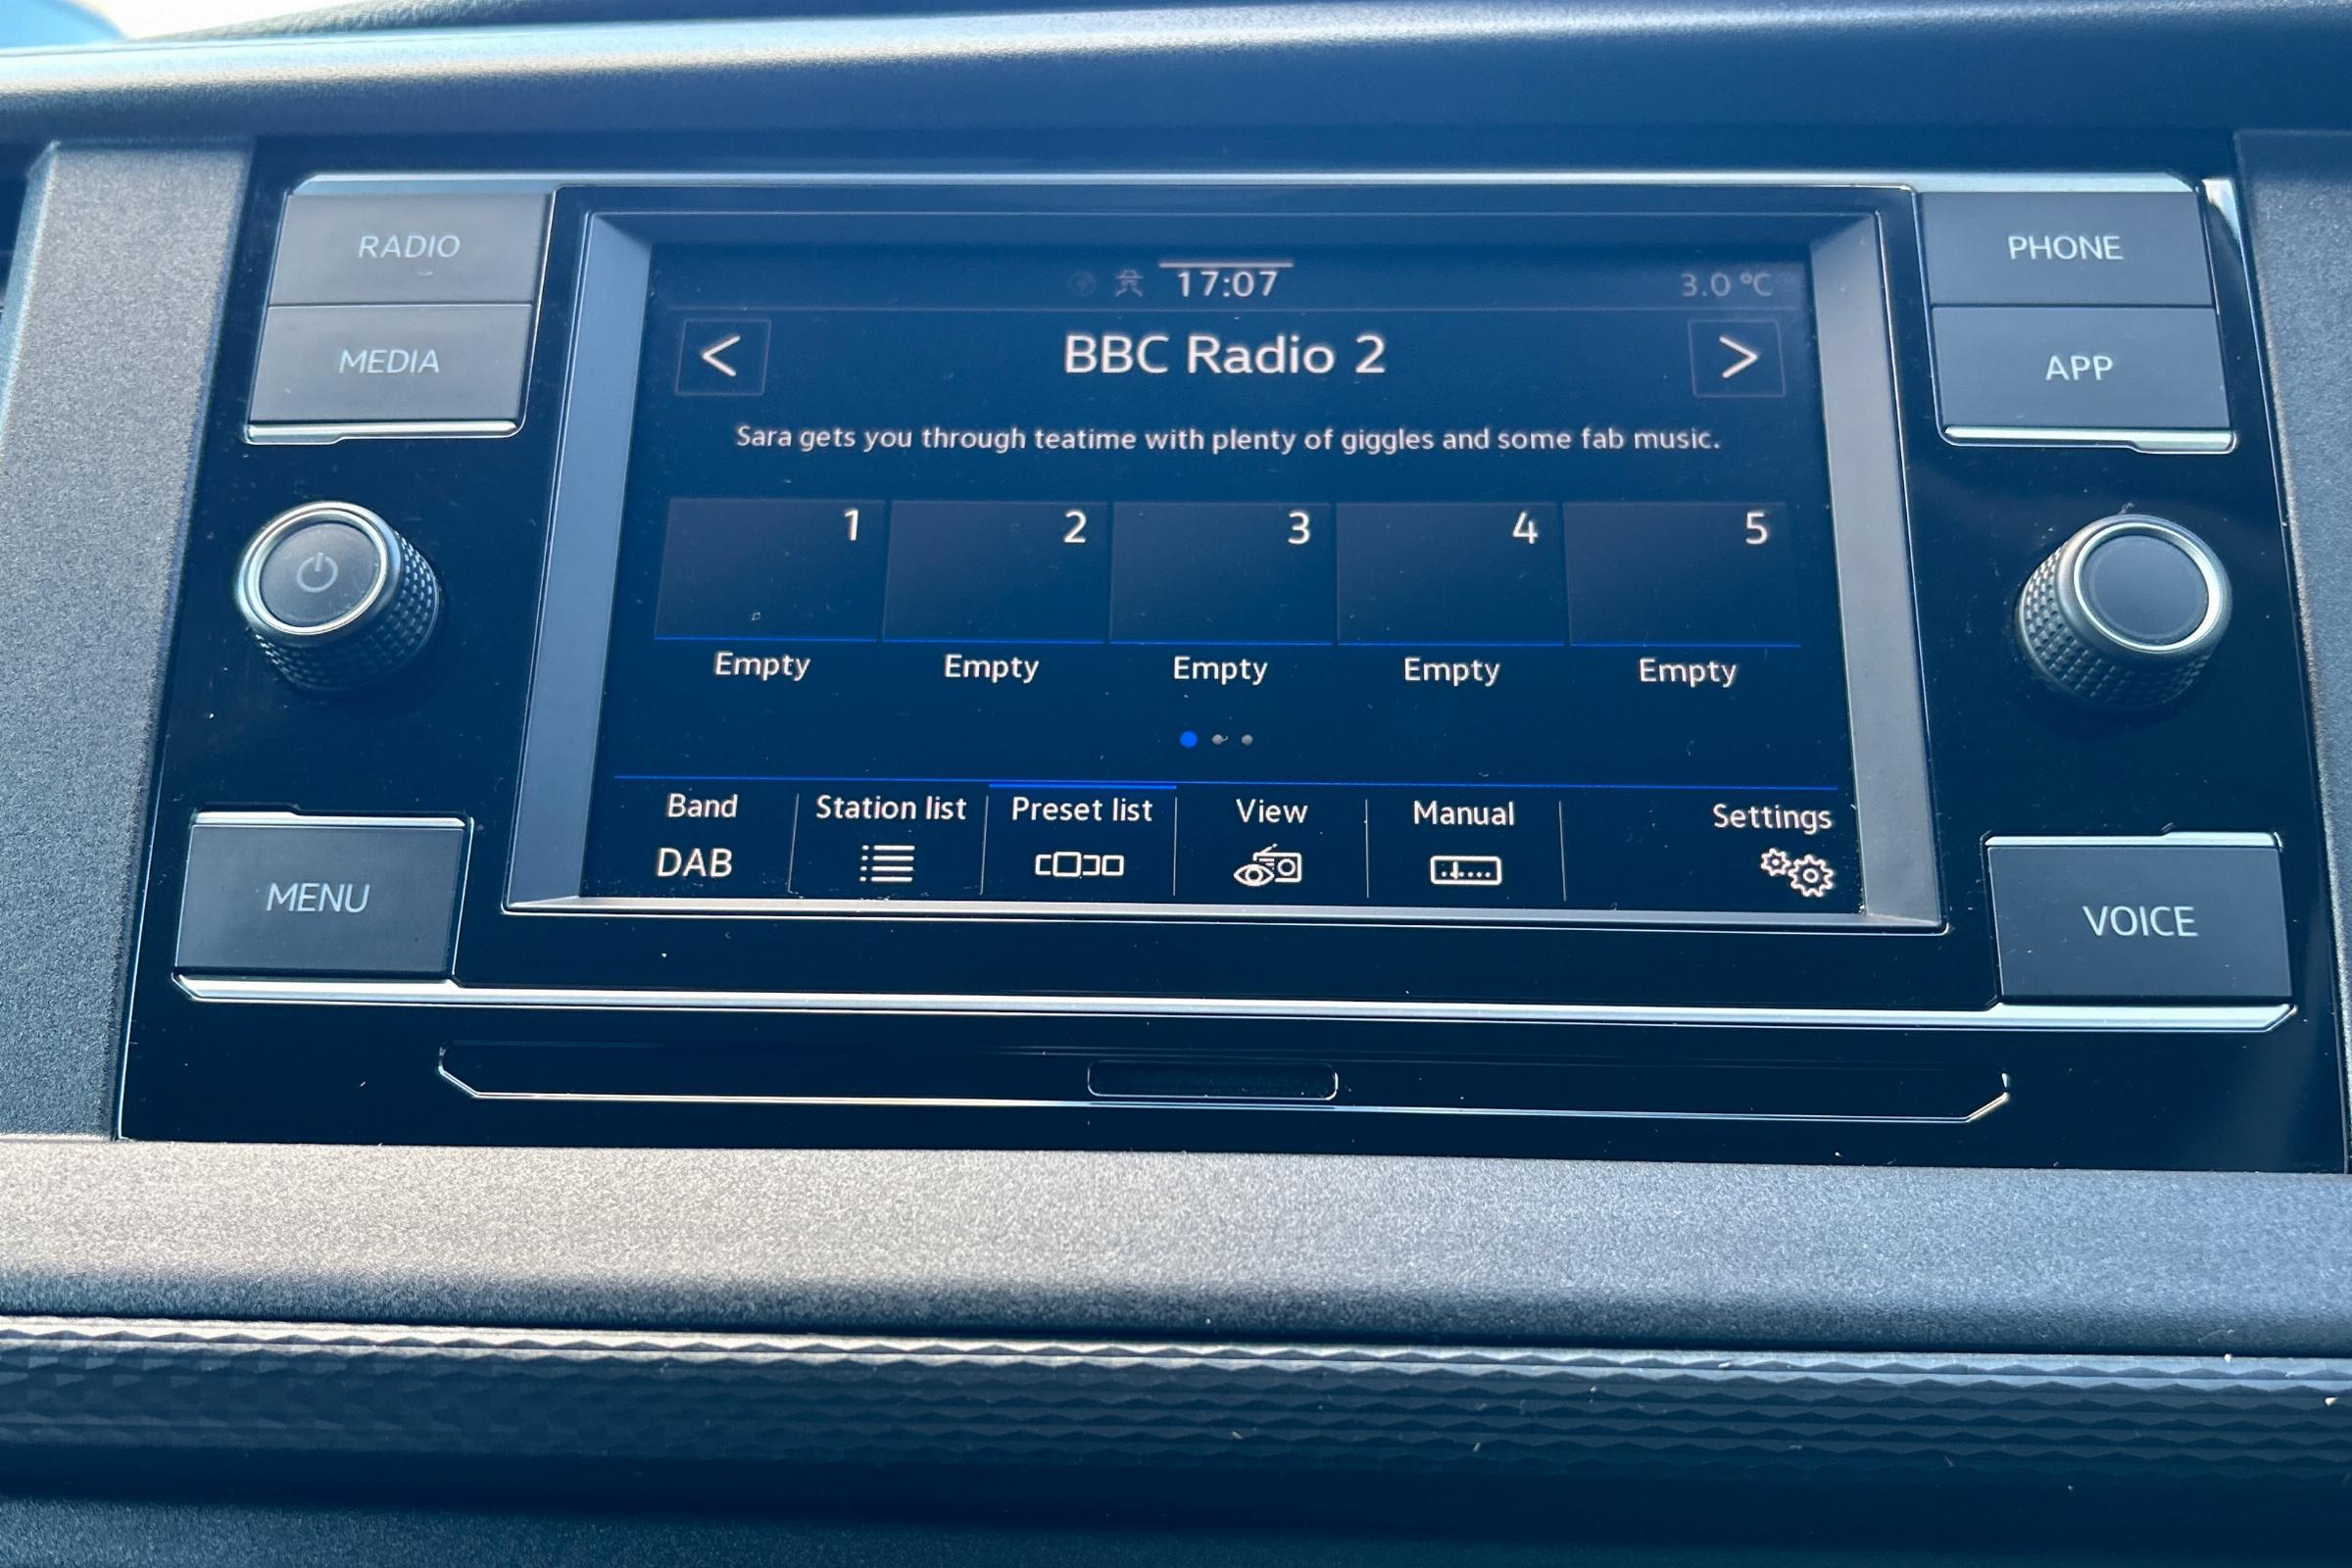 RADIO
MEDIA
MENU
17:07
3.0 °C
<
BBC Radio 2
>
Sara gets you through teatime with plenty of giggles and some fab music.
1 2 3 4 5
Empty Empty Empty Empty Empty
Band Station list Preset list View Manual Settings
DAB
PHONE
APP
VOICE